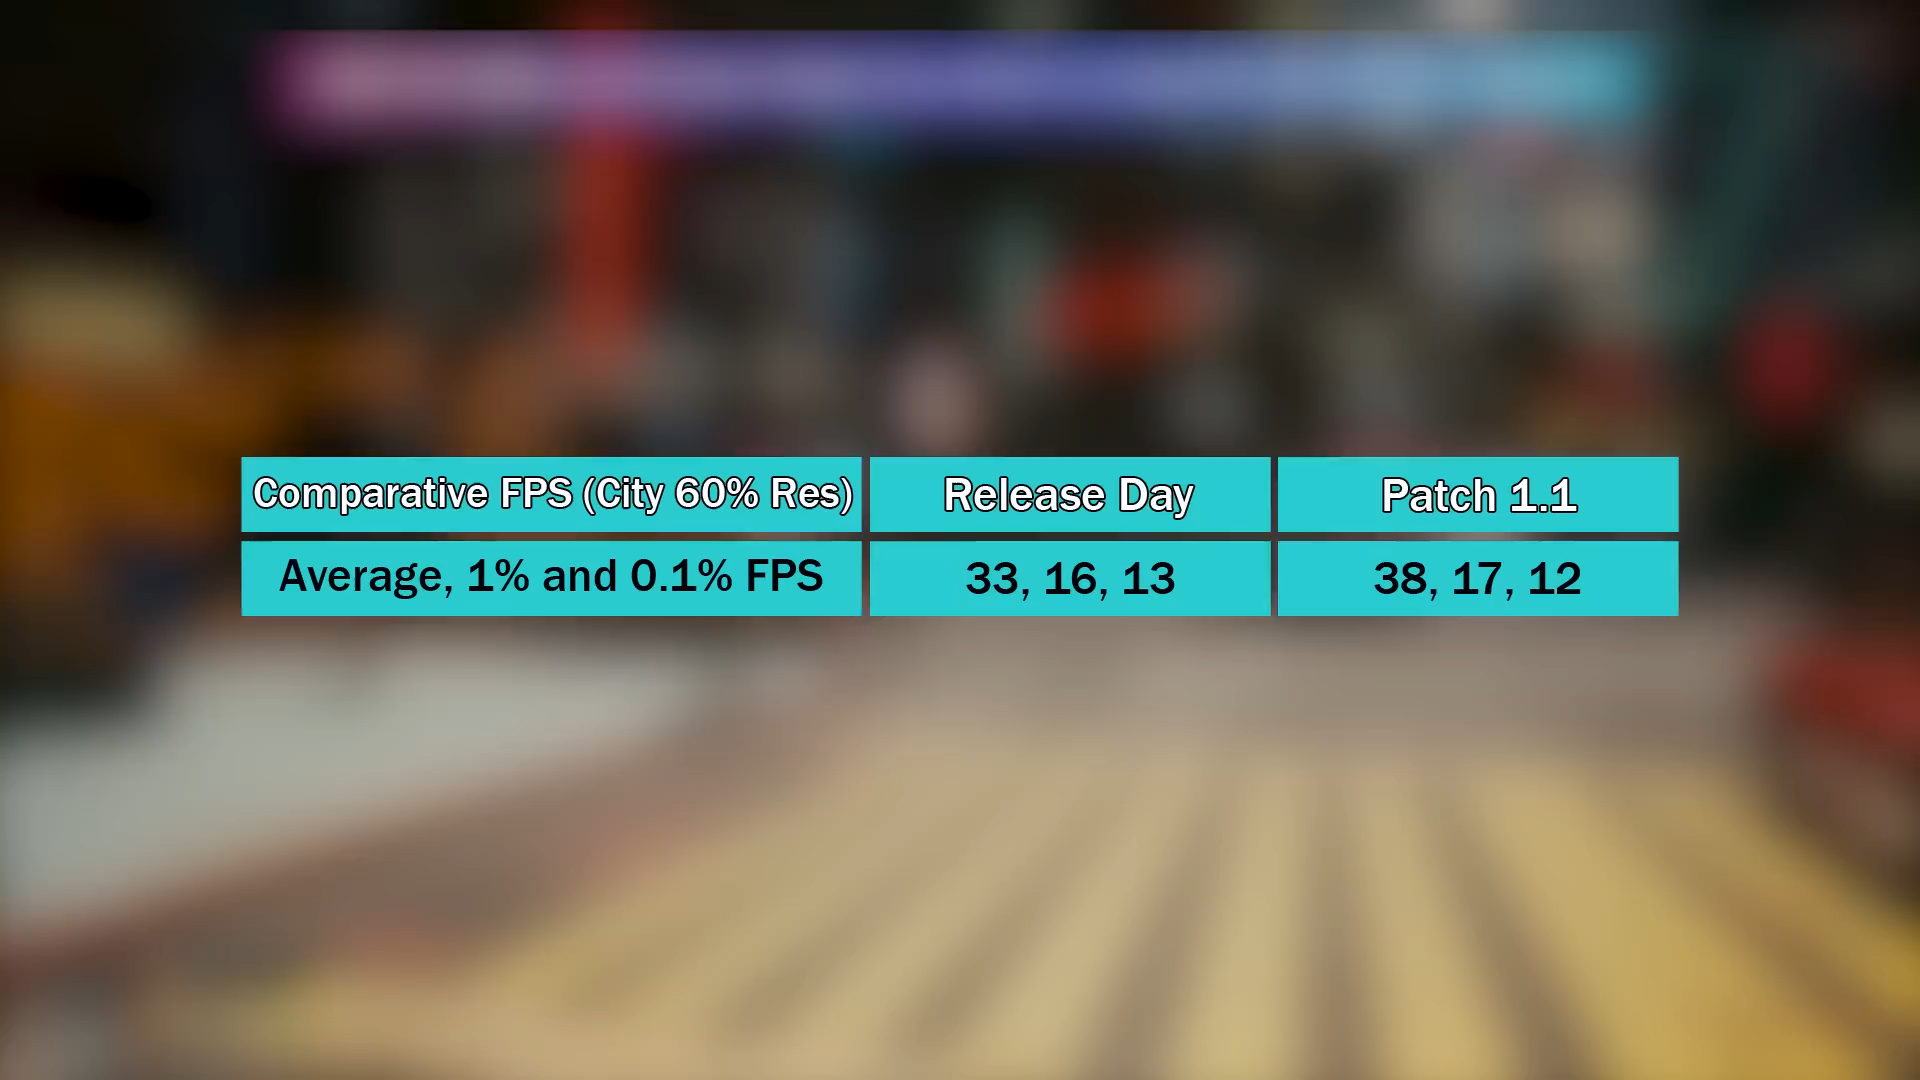 Comparative FPS (City 60% Res) Release Day Patch 1.1
Average, 1% and 0.1% FPS 33, 16, 13 38, 17, 12